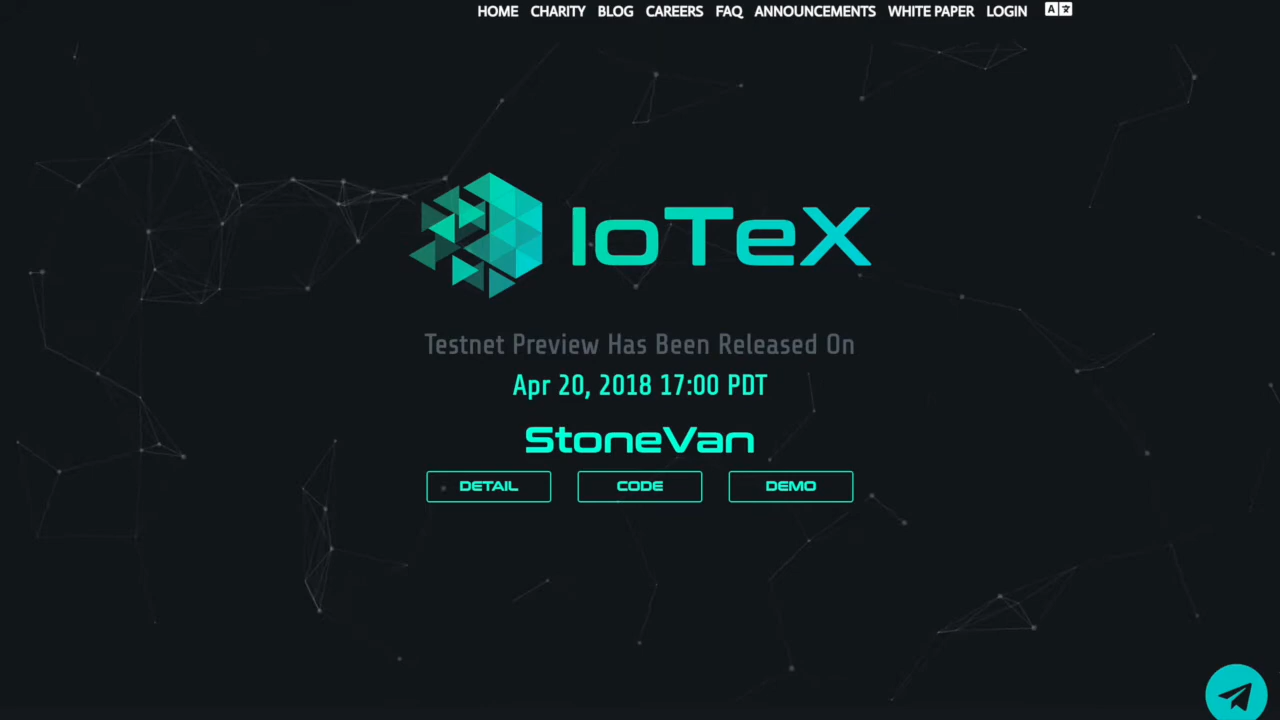 HOME CHARITY BLOG CAREERS FAQ ANNOUNCEMENTS WHITE PAPER LOGIN A 文
IoTeX
Testnet Preview Has Been Released On
Apr 20, 2018 17:00 PDT
StoneVan
DETAIL CODE DEMO